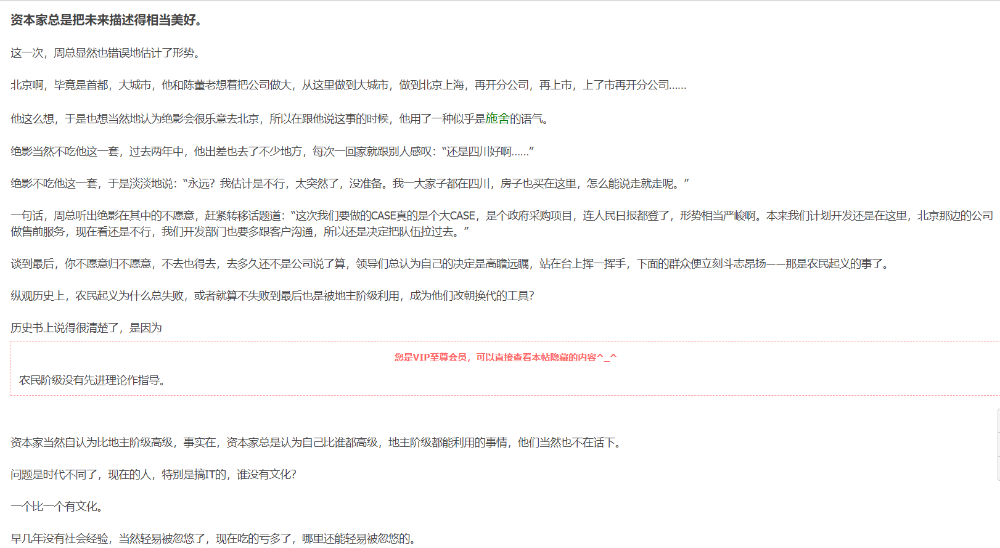 资本家总是把未来描述得相当美好。
这一次，周总显然也错误地估计了形势。
北京啊，毕竟是首都，大城市，他和陈董老想着把公司做大，从这里做到大城市，做到北京上海，再开分公司，再上市，上了市再开分公司......
他这么想，于是也想当然地认为绝影会很乐意去北京，所以在跟他说这事的时候，他用了一种似乎是施舍的语气。
绝影当然不吃他这一套，过去两年中，他出差也去了不少地方，每次一回家就跟别人感叹：“还是四川好啊......”
绝影不吃他这一套，于是淡淡地说：“永远？我估计是不行，太突然了，没准备。我一大家子都在四川，房子也买在这里，怎么能说走就走呢。”
一句话，周总听出绝影在其中的不愿意，赶紧转移话题道：“这次我们要做的CASE真的是个大CASE，是个政府采购项目，连人民日报都登了，形势相当严峻啊。本来我们计划开发还是在这里，北京那边的公司
做售前服务，现在看还是不行，我们开发部门也要多跟客户沟通，所以还是决定把队伍拉过去。”
谈到最后，你不愿意归不愿意，不去也得去，去多久还不是公司说了算，领导们总认为自己的决定是高瞻远瞩，站在台上挥一挥手，下面的群众便立刻斗志昂扬——那是农民起义的事了。
纵观历史上，农民起义为什么总失败，或者就算不失败到最后也是被地主阶级利用，成为他们改朝换代的工具？
历史书上说得很清楚了，是因为
您是VIP至尊会员，可以直接查看本帖隐藏的内容^_^
农民阶级没有先进理论作指导。
资本家当然自认为比地主阶级高级，事实在，资本家总是认为自己比谁都高级，地主阶级都能利用的事情，他们当然也不在话下。
问题是时代不同了，现在的人，特别是搞IT的，谁没有文化？
一个比一个有文化。
早几年没有社会经验，当然轻易被忽悠了，现在吃的亏多了，哪里还能轻易被忽悠的。